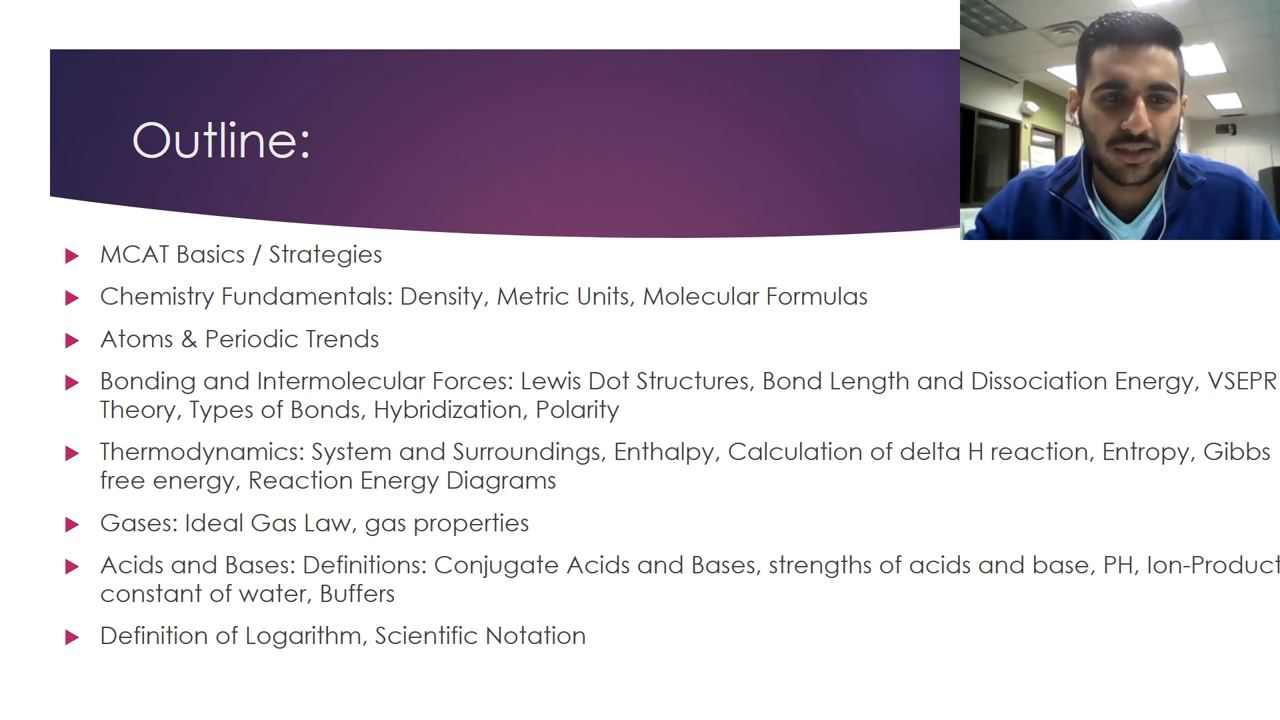 Outline:
MCAT Basics / Strategies
Chemistry Fundamentals: Density, Metric Units, Molecular Formulas
Atoms & Periodic Trends
Bonding and Intermolecular Forces: Lewis Dot Structures, Bond Length and Dissociation Energy, VSEPR
Theory, Types of Bonds, Hybridization, Polarity
Thermodynamics: System and Surroundings, Enthalpy, Calculation of delta H reaction, Entropy, Gibbs
free energy, Reaction Energy Diagrams
Gases: Ideal Gas Law, gas properties
Acids and Bases: Definitions: Conjugate Acids and Bases, strengths of acids and base, PH, Ion-Product
constant of water, Buffers
Definition of Logarithm, Scientific Notation